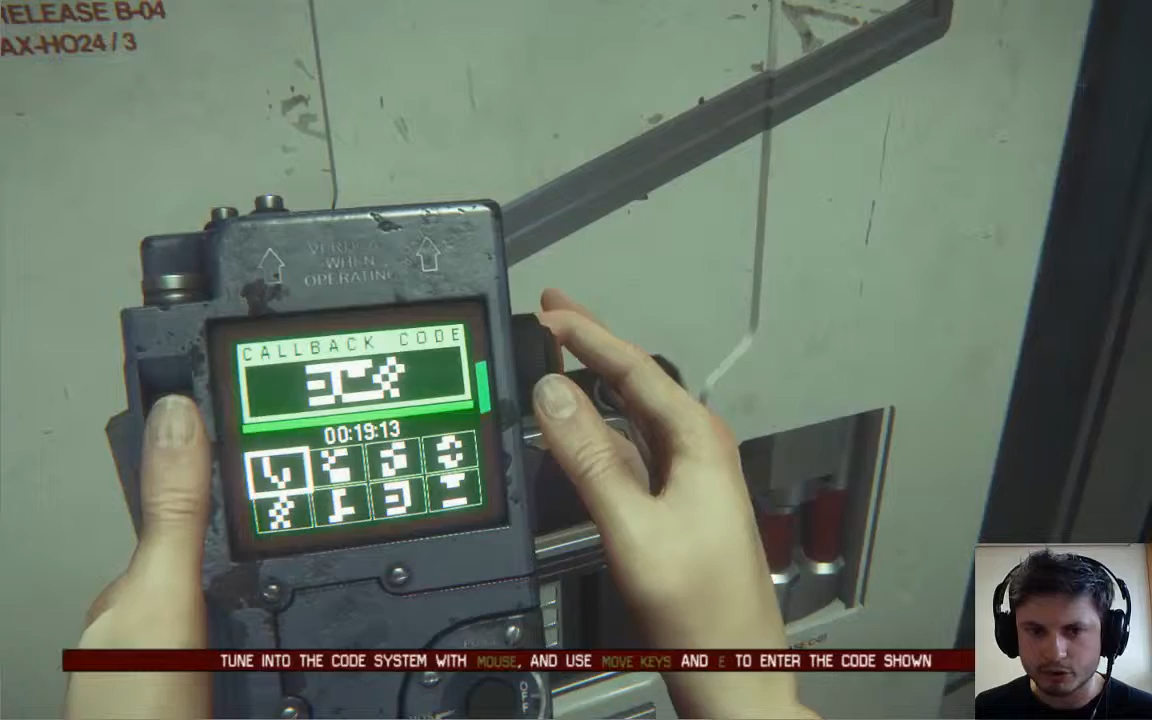 RELEASE B-04
AX-HO24 / 3
VERTICAL
WHEN
OPERATING
CALLBACK CODE
00:19:13
OFF
TUNE INTO THE CODE SYSTEM WITH MOUSE, AND USE MOVE KEYS AND E TO ENTER THE CODE SHOWN